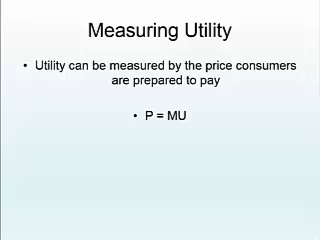 Measuring Utility
• Utility can be measured by the price consumers
are prepared to pay
• P = MU